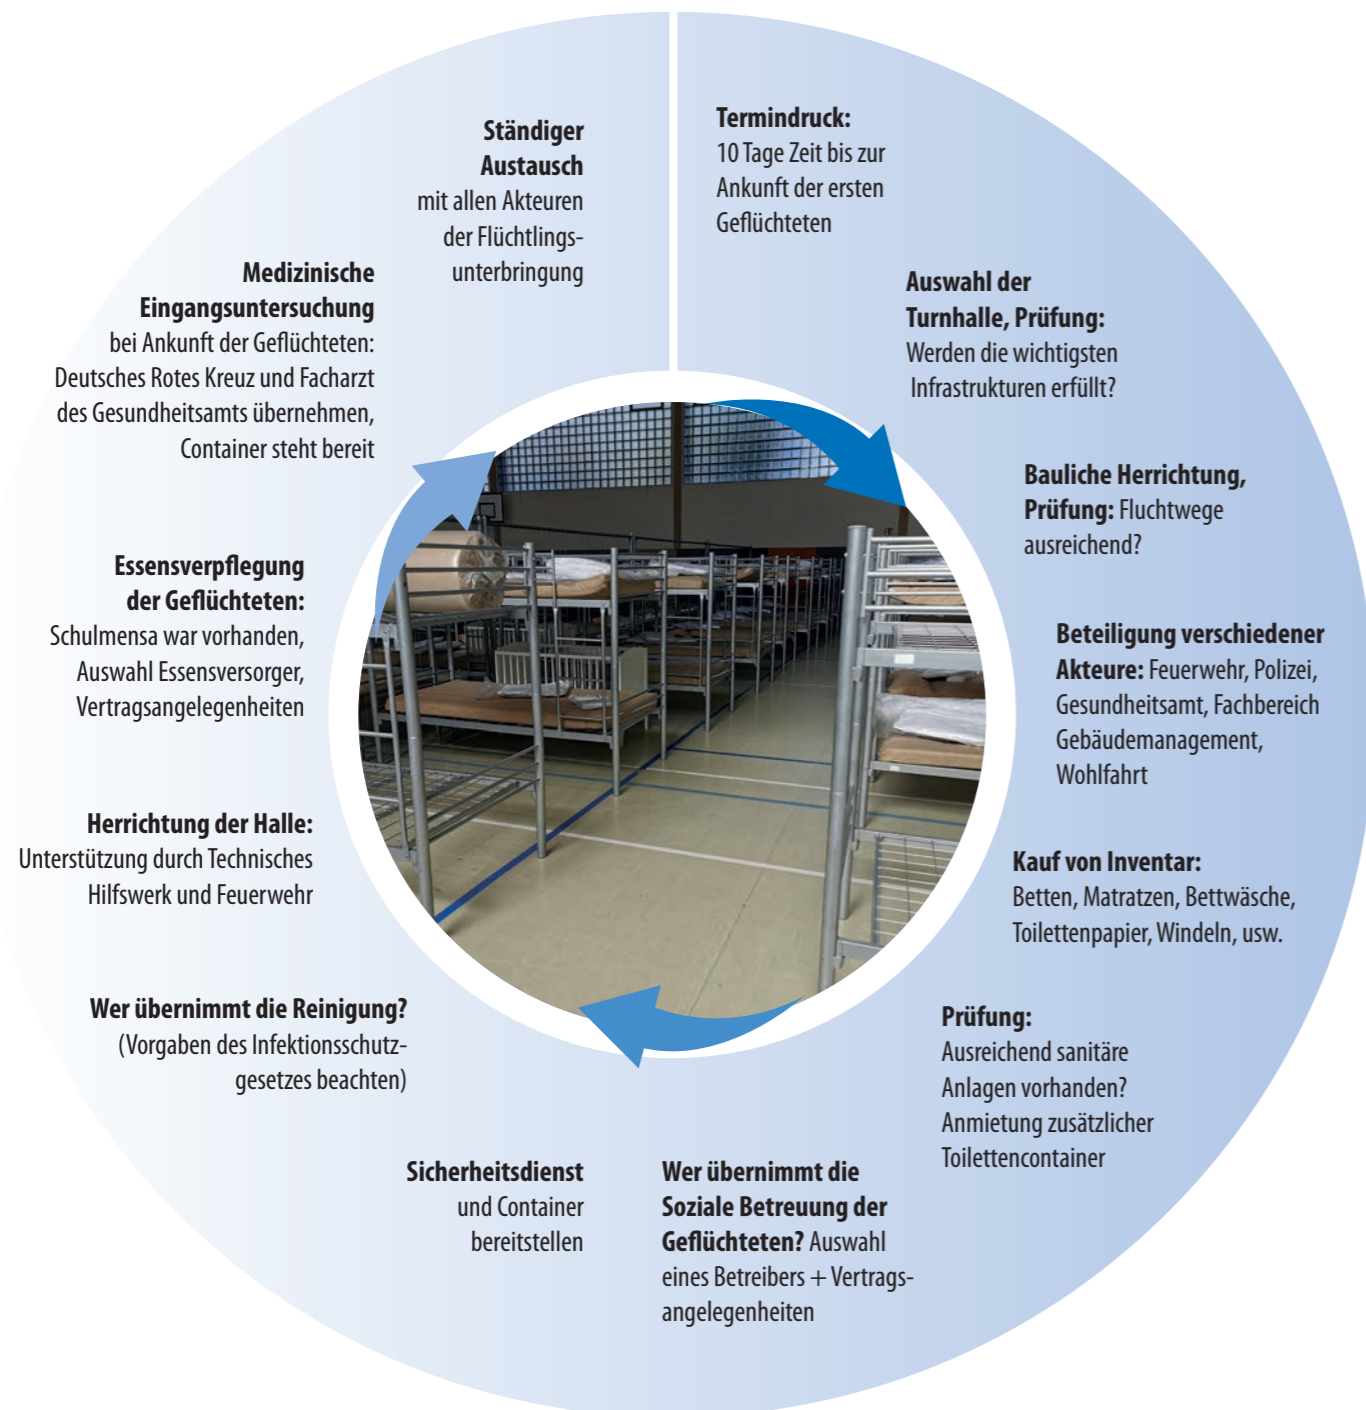 Termindruck:
10 Tage Zeit bis zur
Ankunft der ersten
Geflüchteten
Auswahl der
Turnhalle, Prüfung:
Werden die wichtigsten
Infrastrukturen erfüllt?
Bauliche Herrichtung,
Prüfung: Fluchtwege
ausreichend?
Beteiligung verschiedener
Akteure: Feuerwehr, Polizei,
Gesundheitsamt, Fachbereich
Gebäudemanagement,
Wohlfahrt
Kauf von Inventar:
Betten, Matratzen, Bettwäsche,
Toilettenpapier, Windeln, usw.
Prüfung:
Ausreichend sanitäre
Anlagen vorhanden?
Anmietung zusätzlicher
Toilettencontainer
Wer übernimmt die
Soziale Betreuung der
Geflüchteten? Auswahl
eines Betreibers + Vertrags-
angelegenheiten
Sicherheitsdienst
und Container
bereitstellen
Wer übernimmt die Reinigung?
(Vorgaben des Infektionsschutz-
gesetzes beachten)
Herrichtung der Halle:
Unterstützung durch Technisches
Hilfswerk und Feuerwehr
Essensverpflegung
der Geflüchteten:
Schulmensa war vorhanden,
Auswahl Essensversorger,
Vertragsangelegenheiten
Medizinische
Eingangsuntersuchung
bei Ankunft der Geflüchteten:
Deutsches Rotes Kreuz und Facharzt
des Gesundheitsamts übernehmen,
Container steht bereit
Ständiger
Austausch
mit allen Akteuren
der Flüchtlings-
unterbringung